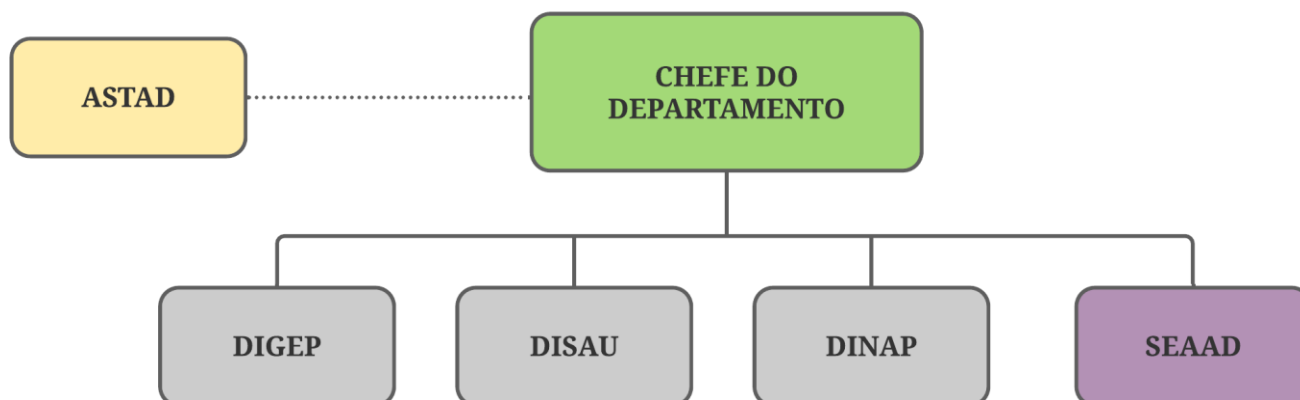 ASTAD
CHEFE DO
DEPARTAMENTO
DIGEP
DISAU
DINAP
SEAAD